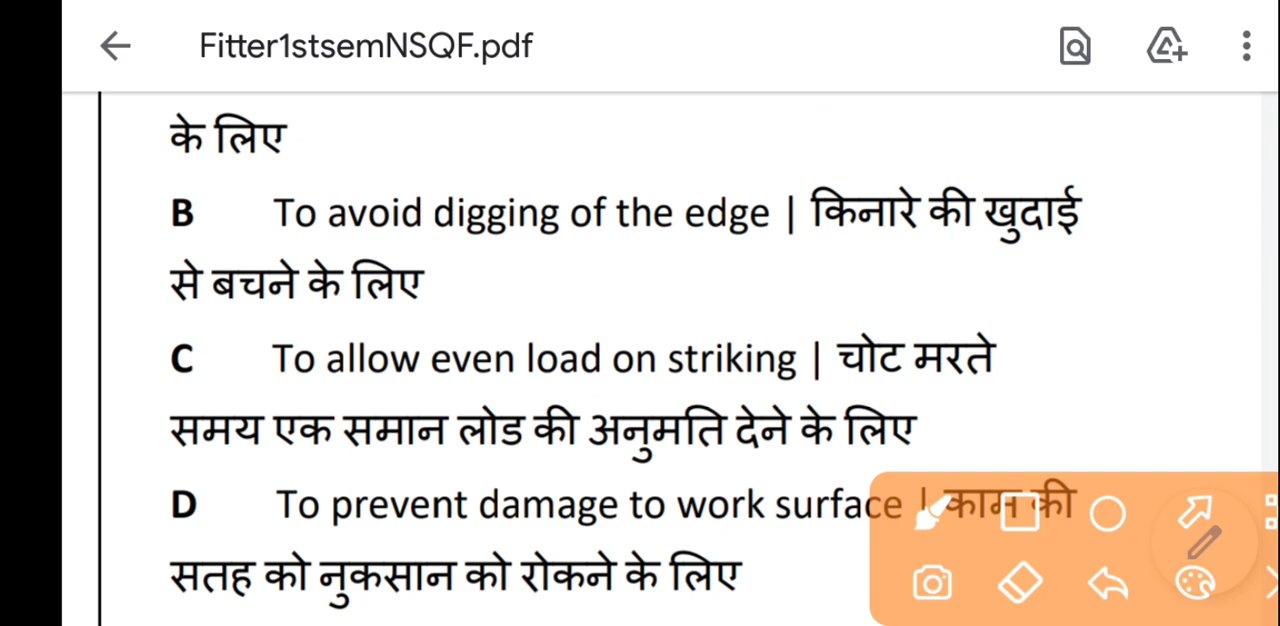 Fitter1stsemNSQF.pdf
के लिए
B To avoid digging of the edge | किनारे की खुदाई
से बचने के लिए
C To allow even load on striking | चोट मरते
समय एक समान लोड की अनुमति देने के लिए
D To prevent damage to work surface | काम की
सतह को नुकसान को रोकने के लिए